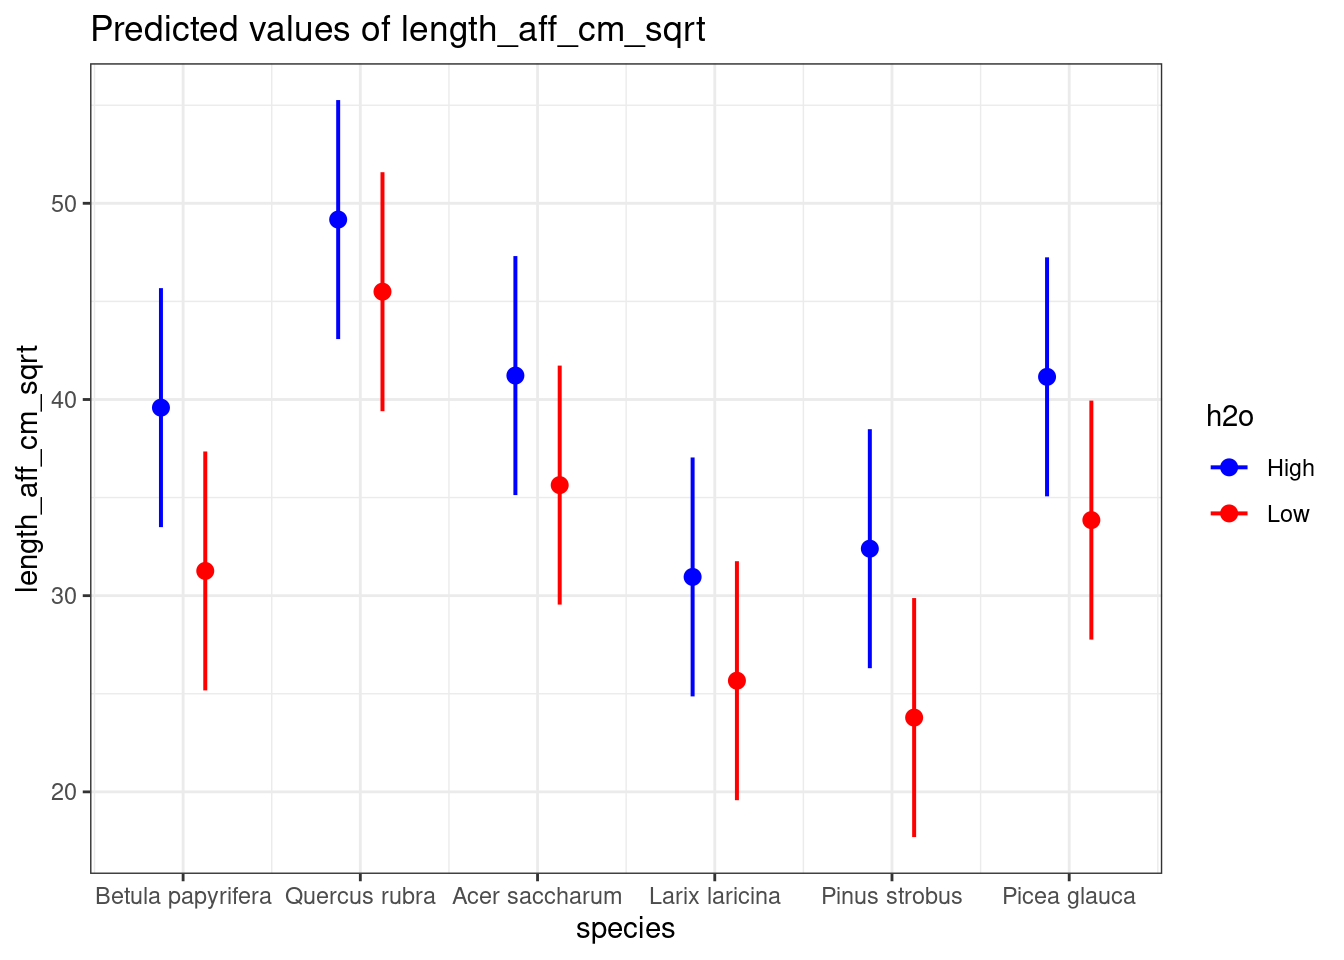 Predicted values of length_aff_cm_sqrt
length_aff_cm_sqrt
50
40
30
20
Betula papyrifera
Quercus rubra
Acer saccharum
Larix laricina
Pinus strobus
Picea glauca
species
h2o
High
Low